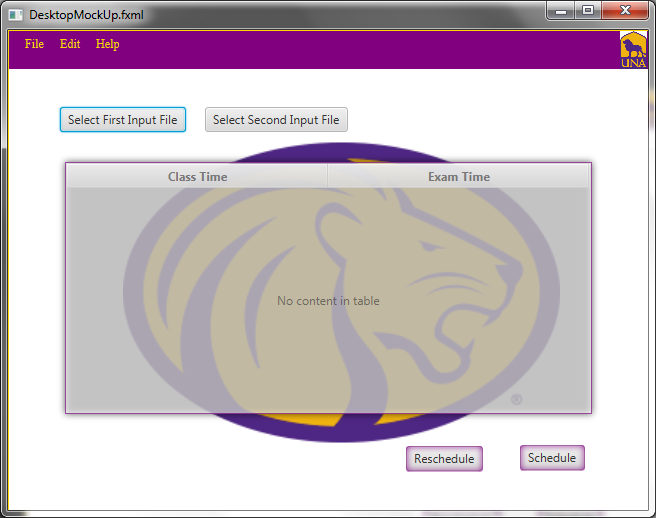 DesktopMockUp.fxml
File Edit Help
UNA
Select First Input File Select Second Input File
Class Time Exam Time
No content in table
®
Reschedule Schedule